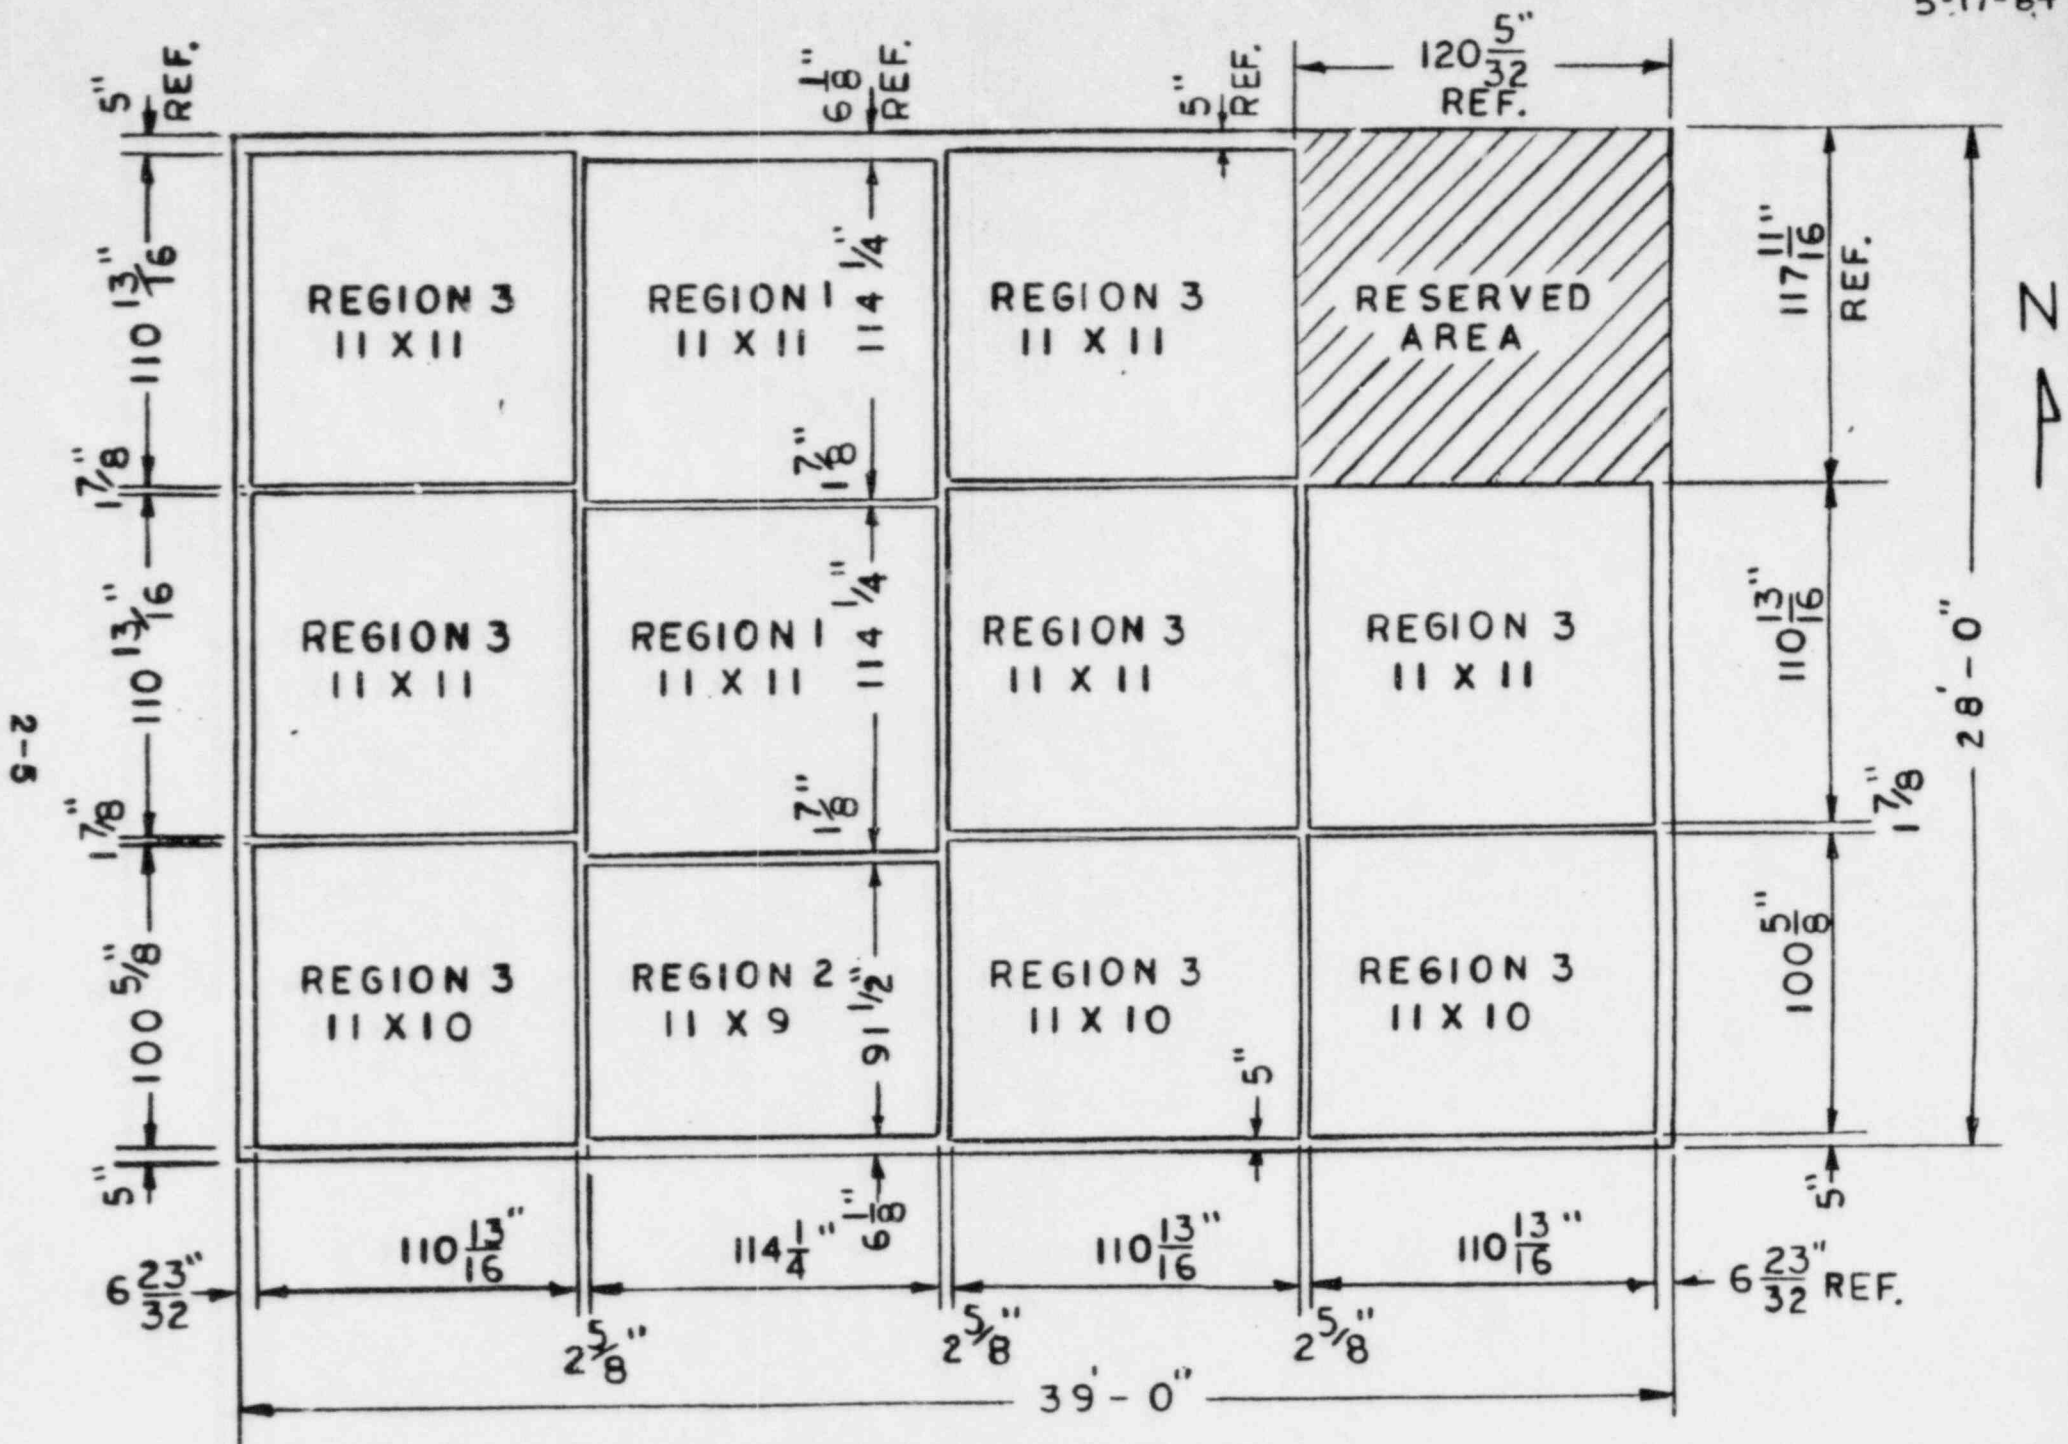 5"
REF.
6 1/8"
REF.
5"
REF.
120 5/32"
REF.
110 13/16"
REGION 3
11 X 11
REGION 1
11 X 11
114 1/4"
REGION 3
11 X 11
RESERVED
AREA
117 11/16"
REF.
N
1 7/8"
1 7/8"
110 13/16"
REGION 3
11 X 11
REGION 1
11 X 11
114 1/4"
REGION 3
11 X 11
REGION 3
11 X 11
110 13/16"
28'-0"
2-5
1 7/8"
1 7/8"
1 7/8"
100 5/8"
REGION 3
11 X 10
REGION 2
11 X 9
91 1/2"
REGION 3
11 X 10
REGION 3
11 X 10
100 5/8"
5"
5"
6 1/8"
5"
6 23/32"
110 13/16"
114 1/4"
110 13/16"
110 13/16"
6 23/32" REF.
2 5/8"
2 5/8"
2 5/8"
39'-0"